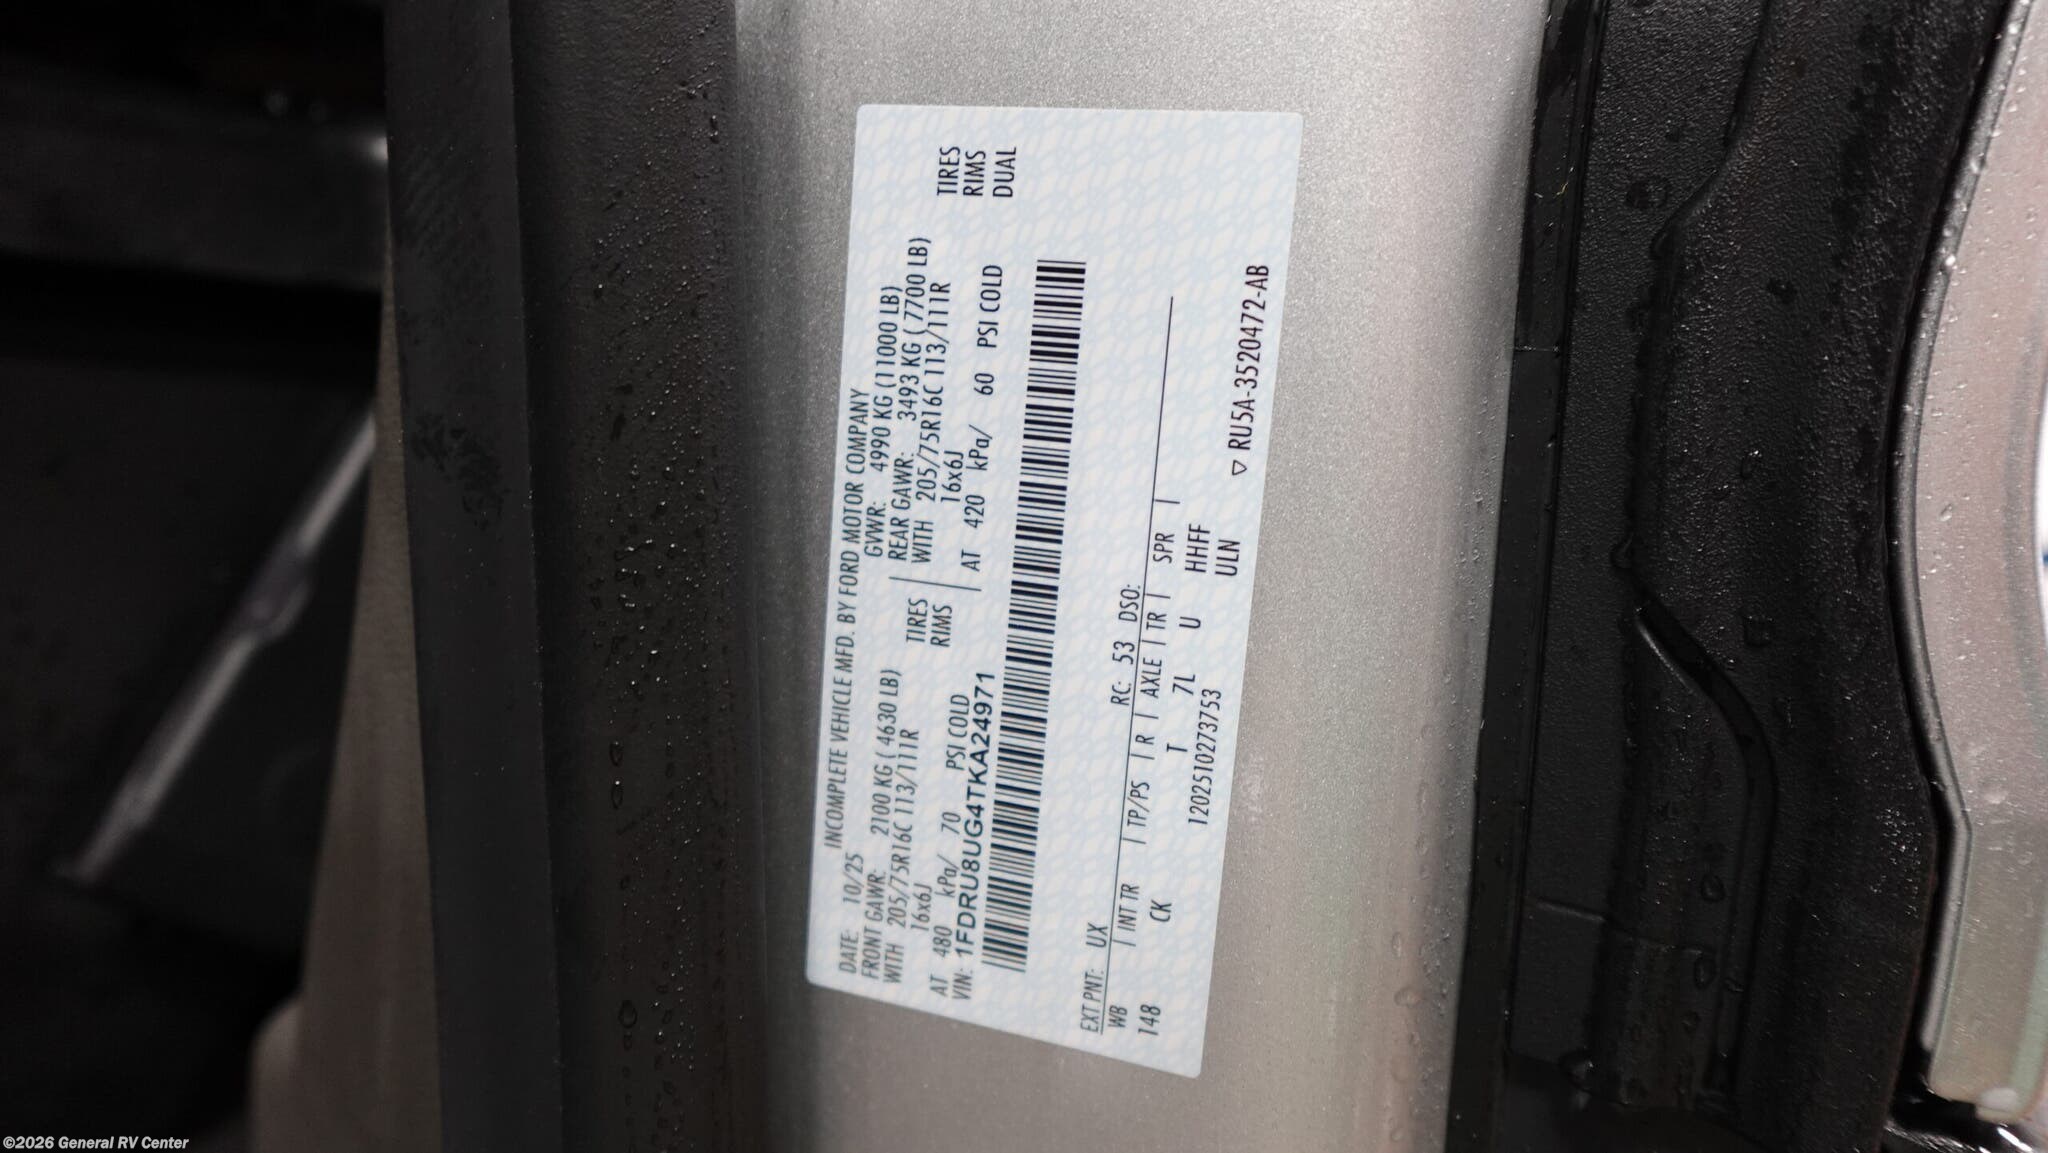 DATE: 10/25 INCOMPLETE VEHICLE MFD. BY FORD MOTOR COMPANY
FRONT GAWR: 2100 KG ( 4630 LB) GVWR: 4990 KG (11000 LB)
WITH 205/75R16C 113/111R TIRES REAR GAWR: 3493 KG ( 7700 LB)
16x6J RIMS WITH 205/75R16C 113/111R TIRES
AT 480 kPa/ 70 PSI COLD 16x6J RIMS
AT 420 kPa/ 60 PSI COLD DUAL
VIN: 1FDRU8UG4TKA24971
EXT PNT: UX RC: 53 DSO:
WB | INT TR | TP/PS | R | AXLE | TR | SPR |
148 CK T 7L U HHFF
1202510273753 ULN
▽ RU5A-3520472-AB
©2026 General RV Center